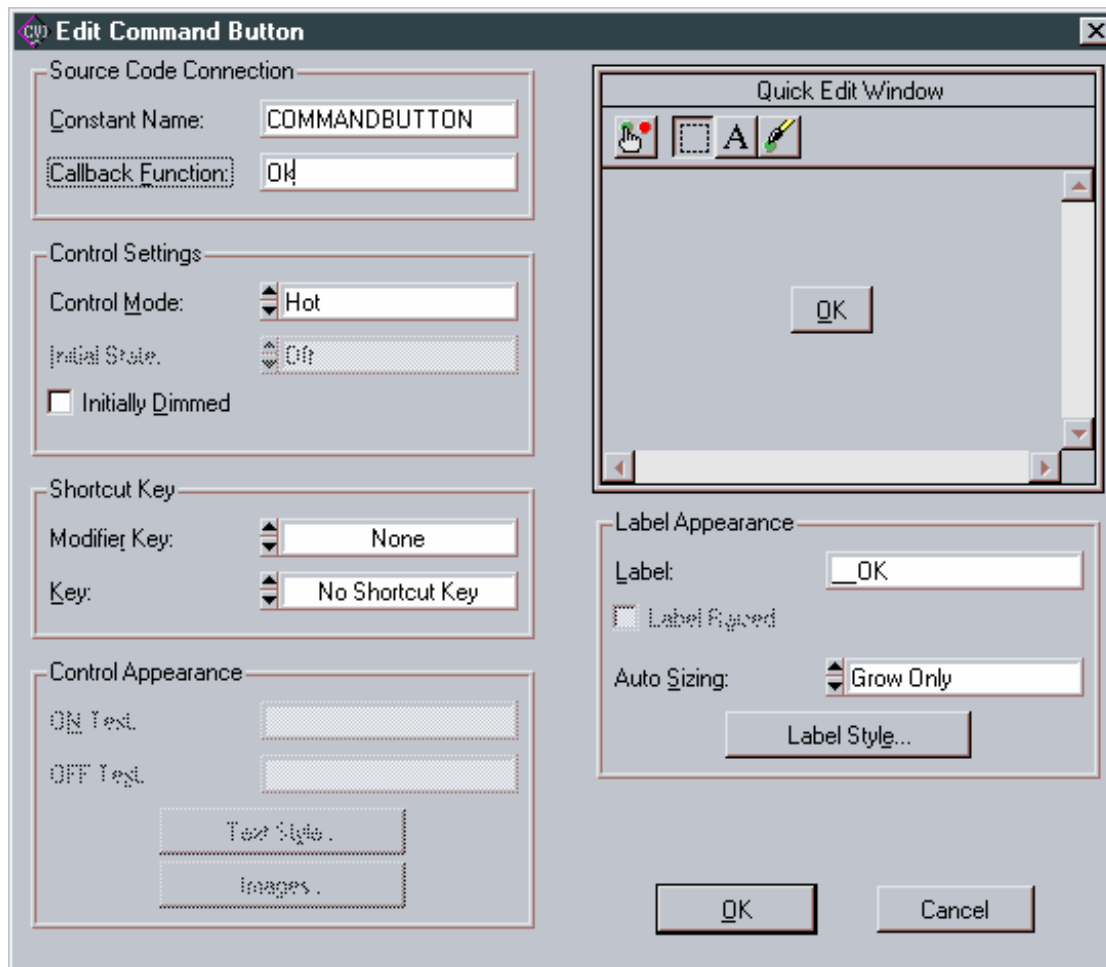 CVI Edit Command Button
Source Code Connection
Constant Name: COMMANDBUTTON
Callback Function: Ok
Control Settings
Control Mode: Hot
Initial State. Off
Initially Dimmed
Shortcut Key
Modifier Key: None
Key: No Shortcut Key
Control Appearance
ON Text.
OFF Text.
Text Style .
Images .
Quick Edit Window
A
OK
Label Appearance
Label: __OK
Label Raised
Auto Sizing: Grow Only
Label Style...
OK Cancel